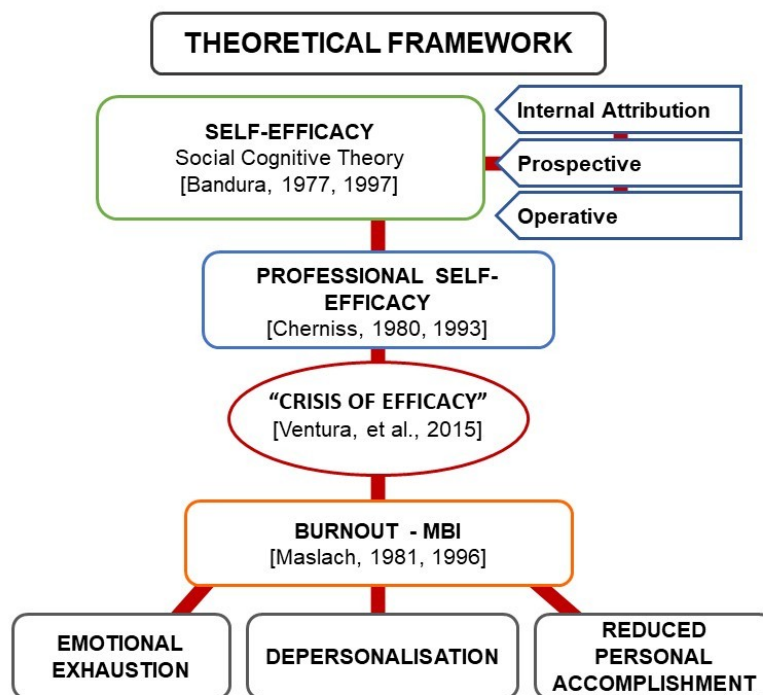 THEORETICAL FRAMEWORK
SELF-EFFICACY
Social Cognitive Theory
[Bandura, 1977, 1997]
Internal Attribution
Prospective
Operative
PROFESSIONAL SELF-
EFFICACY
[Cherniss, 1980, 1993]
“CRISIS OF EFFICACY”
[Ventura, et al., 2015]
BURNOUT - MBI
[Maslach, 1981, 1996]
EMOTIONAL
EXHAUSTION
DEPERSONALISATION
REDUCED
PERSONAL
ACCOMPLISHMENT